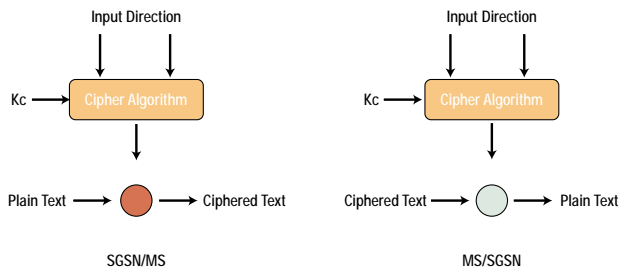 Input Direction
Kc
Cipher Algorithm
Plain Text
Ciphered Text
SGSN/MS
Input Direction
Kc
Cipher Algorithm
Ciphered Text
Plain Text
MS/SGSN